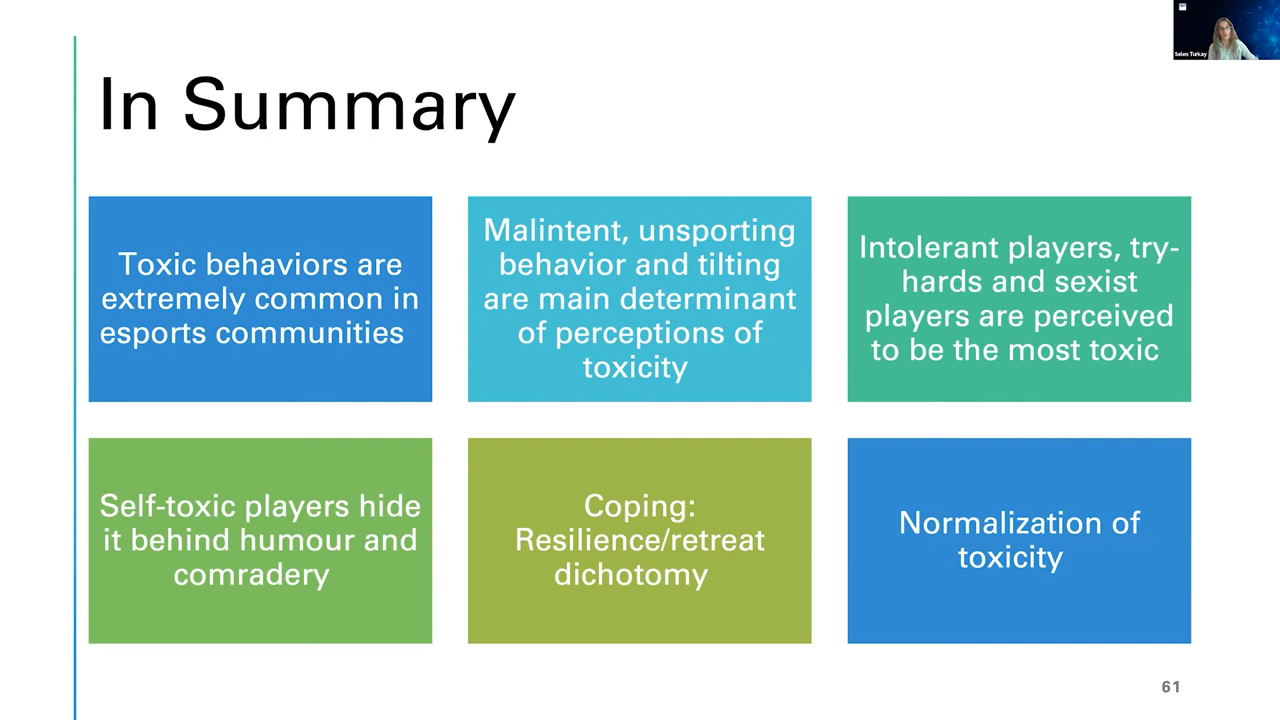 Selen Turkay
In Summary
Toxic behaviors are
extremely common in
esports communities
Malintent, unsporting
behavior and tilting
are main determinant
of perceptions of
toxicity
Intolerant players, try-
hards and sexist
players are perceived
to be the most toxic
Self-toxic players hide
it behind humour and
comradery
Coping:
Resilience/retreat
dichotomy
Normalization of
toxicity
61